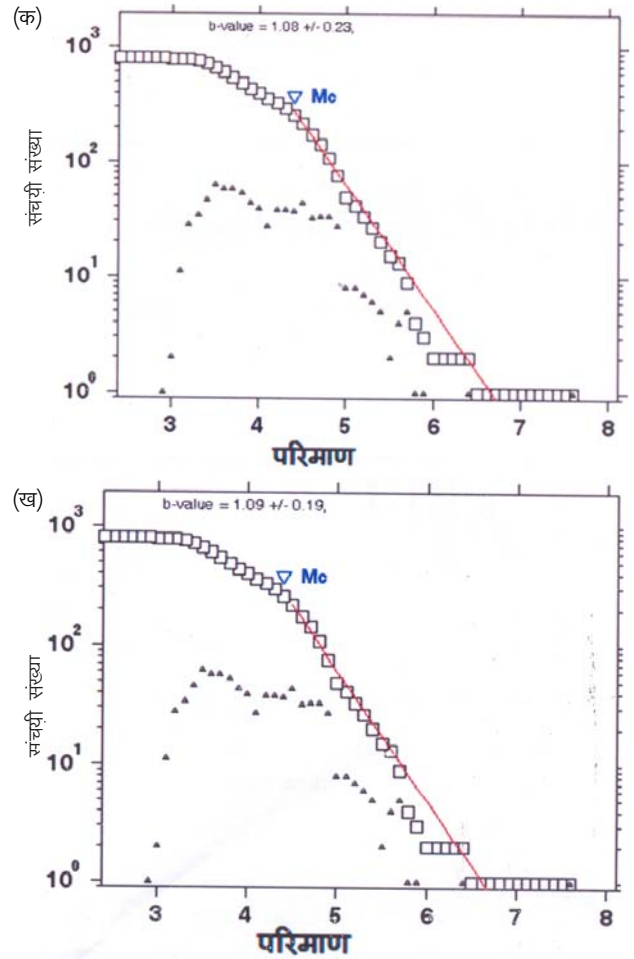 (क)
b-value = 1.08 +/- 0.23,
10³
Mc
10²
10¹
10⁰
संचयी संख्या
3 4 5 6 7 8
परिमाण
(ख)
b-value = 1.09 +/- 0.19,
10³
Mc
10²
10¹
10⁰
संचयी संख्या
3 4 5 6 7 8
परिमाण